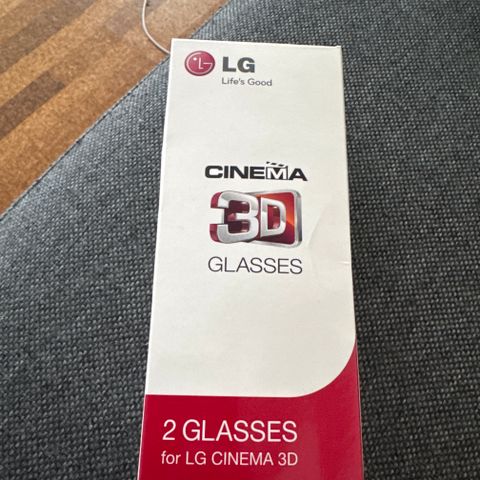 LG
Life's Good
CINEMA
3D
GLASSES
2 GLASSES
for LG CINEMA 3D